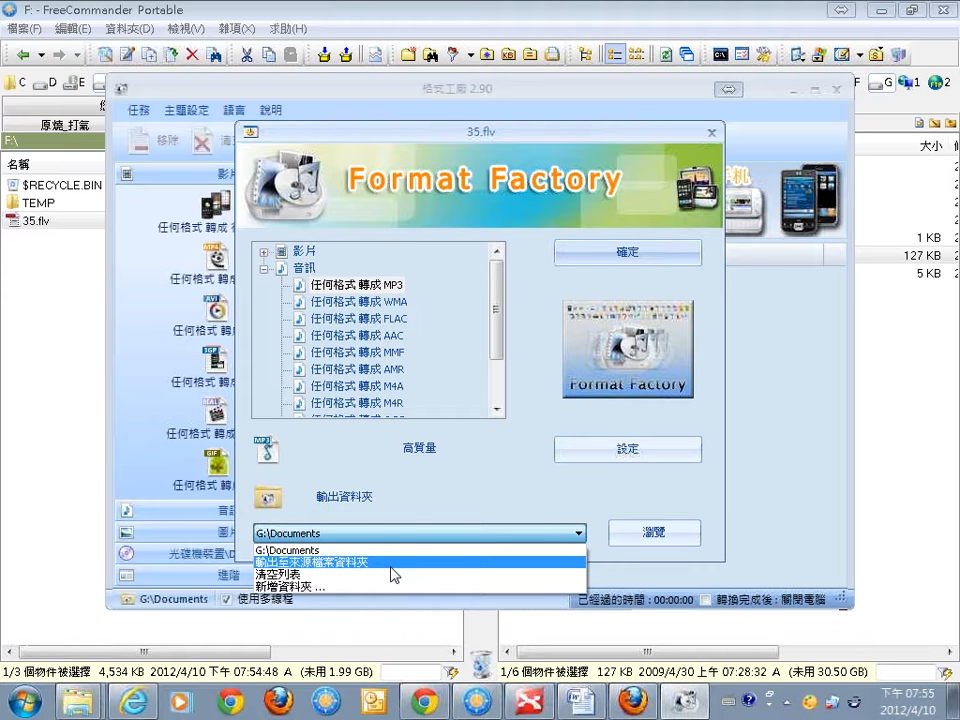 F: - FreeCommander Portable
檔案(F) 編輯(E) 資料夾(D) 檢視(V) 雜項(X) 求助(H)
C D E
F G 1 2
原燒_打氣
F:\
名稱
$RECYCLE.BIN
TEMP
35.flv
大小
1 KB
127 KB
5 KB
格式工廠 2.90
任務 主題設定 語言 說明
移除
手机
任何格式 轉成
任何格式 轉成
任何格式 轉成
任何格式 轉成
任何格式 轉成
任何格式 轉成
光碟機裝置\D
進階
35.flv
Format Factory
影片
音訊
任何格式 轉成 MP3
任何格式 轉成 WMA
任何格式 轉成 FLAC
任何格式 轉成 AAC
任何格式 轉成 MMF
任何格式 轉成 AMR
任何格式 轉成 M4A
任何格式 轉成 M4R
確定
Format Factory
高質量
設定
輸出資料夾
G:\Documents
瀏覽
G:\Documents
輸出至來源檔案資料夾
清空列表
新增資料夾 ...
G:\Documents 使用多線程 已經過的時間 : 00:00:00 轉換完成後 : 關閉電腦
1/3 個物件被選擇 4,534 KB 2012/4/10 下午 07:54:48 A (未用 1.99 GB)
1/6 個物件被選擇 127 KB 2009/4/30 上午 07:28:32 A (未用 30.50 GB)
下午 07:55
2012/4/10